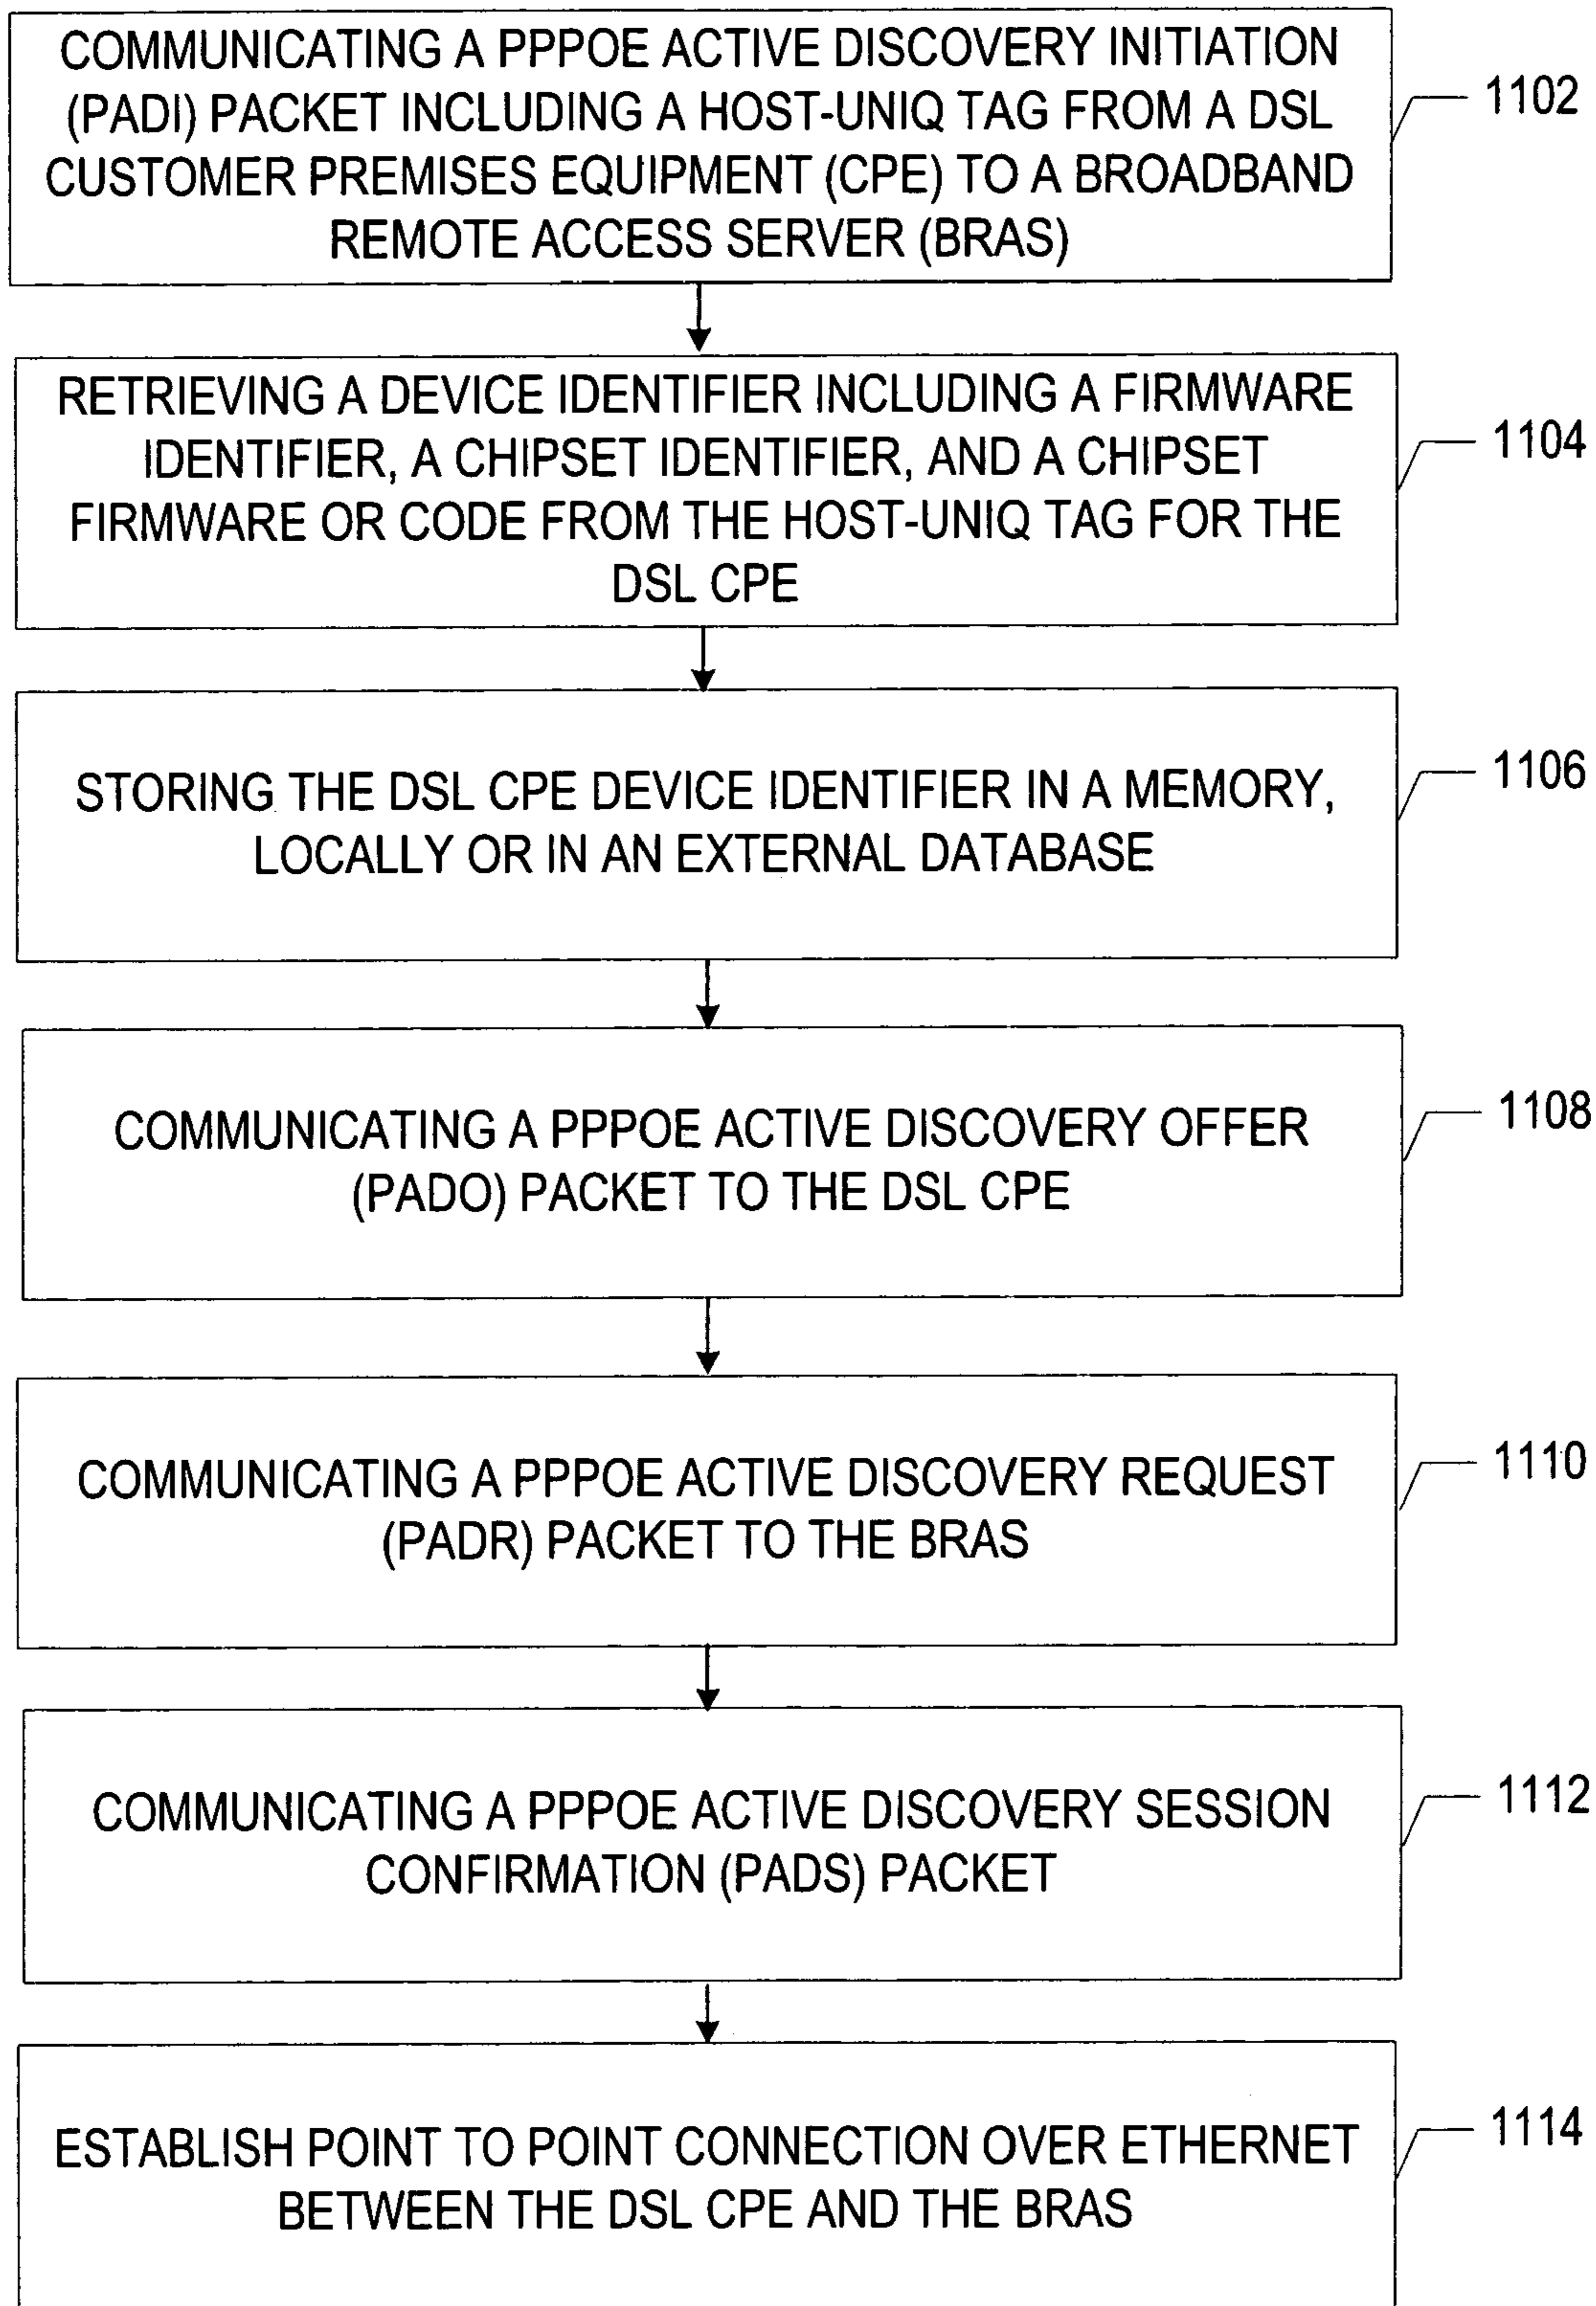 COMMUNICATING A PPPOE ACTIVE DISCOVERY INITIATION
(PADI) PACKET INCLUDING A HOST-UNIQ TAG FROM A DSL
CUSTOMER PREMISES EQUIPMENT (CPE) TO A BROADBAND
REMOTE ACCESS SERVER (BRAS)
1102
RETRIEVING A DEVICE IDENTIFIER INCLUDING A FIRMWARE
IDENTIFIER, A CHIPSET IDENTIFIER, AND A CHIPSET
FIRMWARE OR CODE FROM THE HOST-UNIQ TAG FOR THE
DSL CPE
1104
STORING THE DSL CPE DEVICE IDENTIFIER IN A MEMORY,
LOCALLY OR IN AN EXTERNAL DATABASE
1106
COMMUNICATING A PPPOE ACTIVE DISCOVERY OFFER
(PADO) PACKET TO THE DSL CPE
1108
COMMUNICATING A PPPOE ACTIVE DISCOVERY REQUEST
(PADR) PACKET TO THE BRAS
1110
COMMUNICATING A PPPOE ACTIVE DISCOVERY SESSION
CONFIRMATION (PADS) PACKET
1112
ESTABLISH POINT TO POINT CONNECTION OVER ETHERNET
BETWEEN THE DSL CPE AND THE BRAS
1114